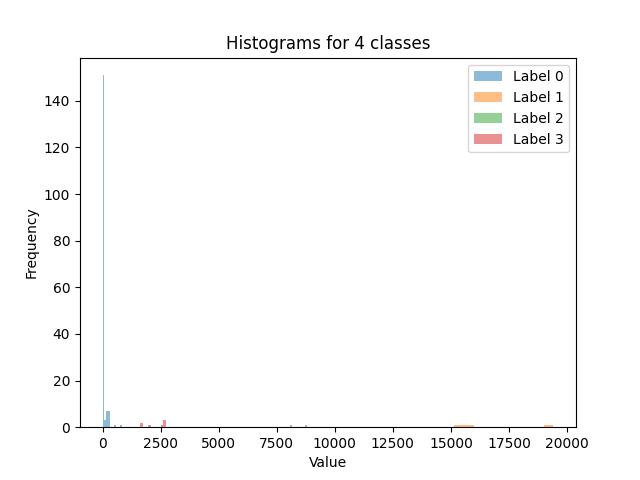 Histograms for 4 classes
Label 0
Label 1
Label 2
Label 3
Frequency
140
120
100
80
60
40
20
0
0 2500 5000 7500 10000 12500 15000 17500 20000
Value